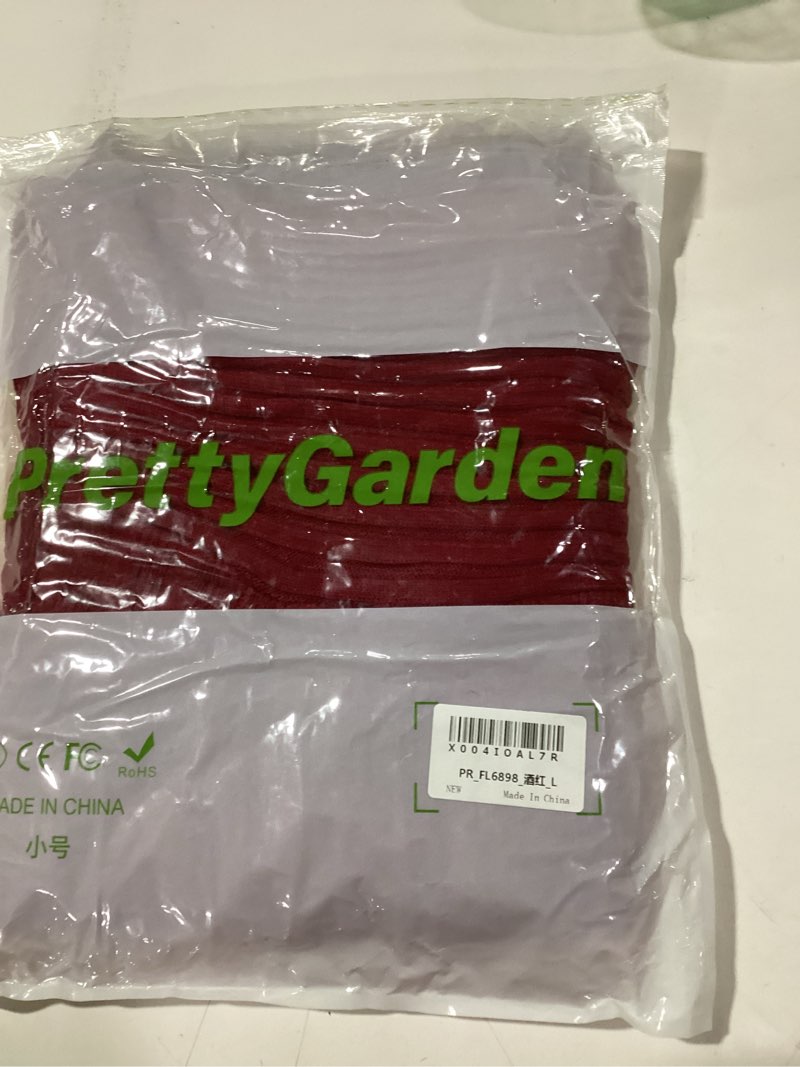 PrettyGarden
X004IOAL7R
PR_FL6898_酒红_L
NEW Made In China
CE FC RoHS
ADE IN CHINA
小号